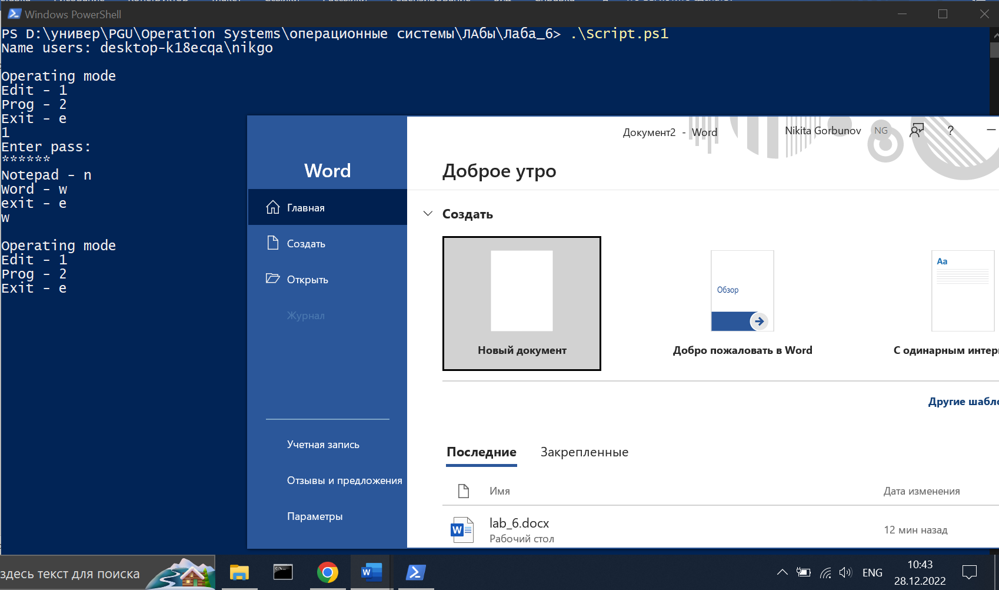 Windows PowerShell
PS D:\универ\PGU\Operation Systems\операционные системы\ЛАбы\Лаба_6> .\Script.ps1
Name users: desktop-k18ecqa\nikgo
Operating mode
Edit - 1
Prog - 2
Exit - e
1
Enter pass:
******
Notepad - n
Word - w
exit - e
w
Operating mode
Edit - 1
Prog - 2
Exit - e
Документ2 - Word
Nikita Gorbunov NG ?
Word
Главная
Создать
Открыть
Журнал
Учетная запись
Отзывы и предложения
Параметры
Доброе утро
Создать
Aa
Обзор
Новый документ
Добро пожаловать в Word
С одинарным
Другие
Последние Закрепленные
Имя Дата изменения
W lab_6.docx 12 мин назад
Рабочий стол
здесь текст для поиска
C:\
W
ENG
10:43
28.12.2022